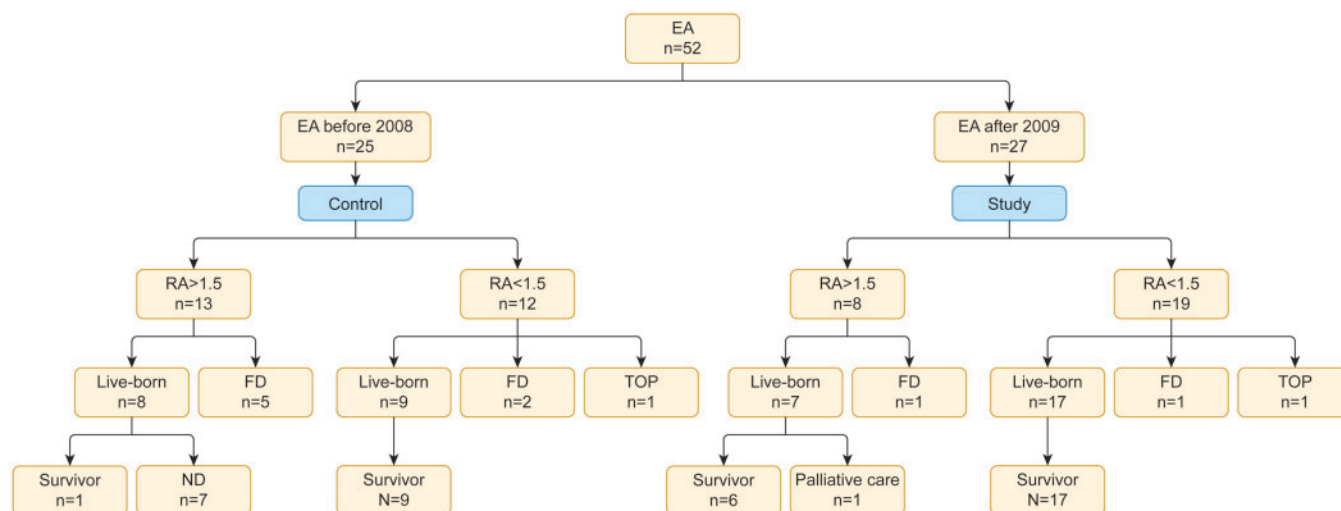 EA
n=52
EA before 2008
n=25
EA after 2009
n=27
Control
Study
RA>1.5
n=13
RA<1.5
n=12
RA>1.5
n=8
RA<1.5
n=19
Live-born
n=8
FD
n=5
Live-born
n=9
FD
n=2
TOP
n=1
Live-born
n=7
FD
n=1
Live-born
n=17
FD
n=1
TOP
n=1
Survivor
n=1
ND
n=7
Survivor
N=9
Survivor
n=6
Palliative care
n=1
Survivor
N=17